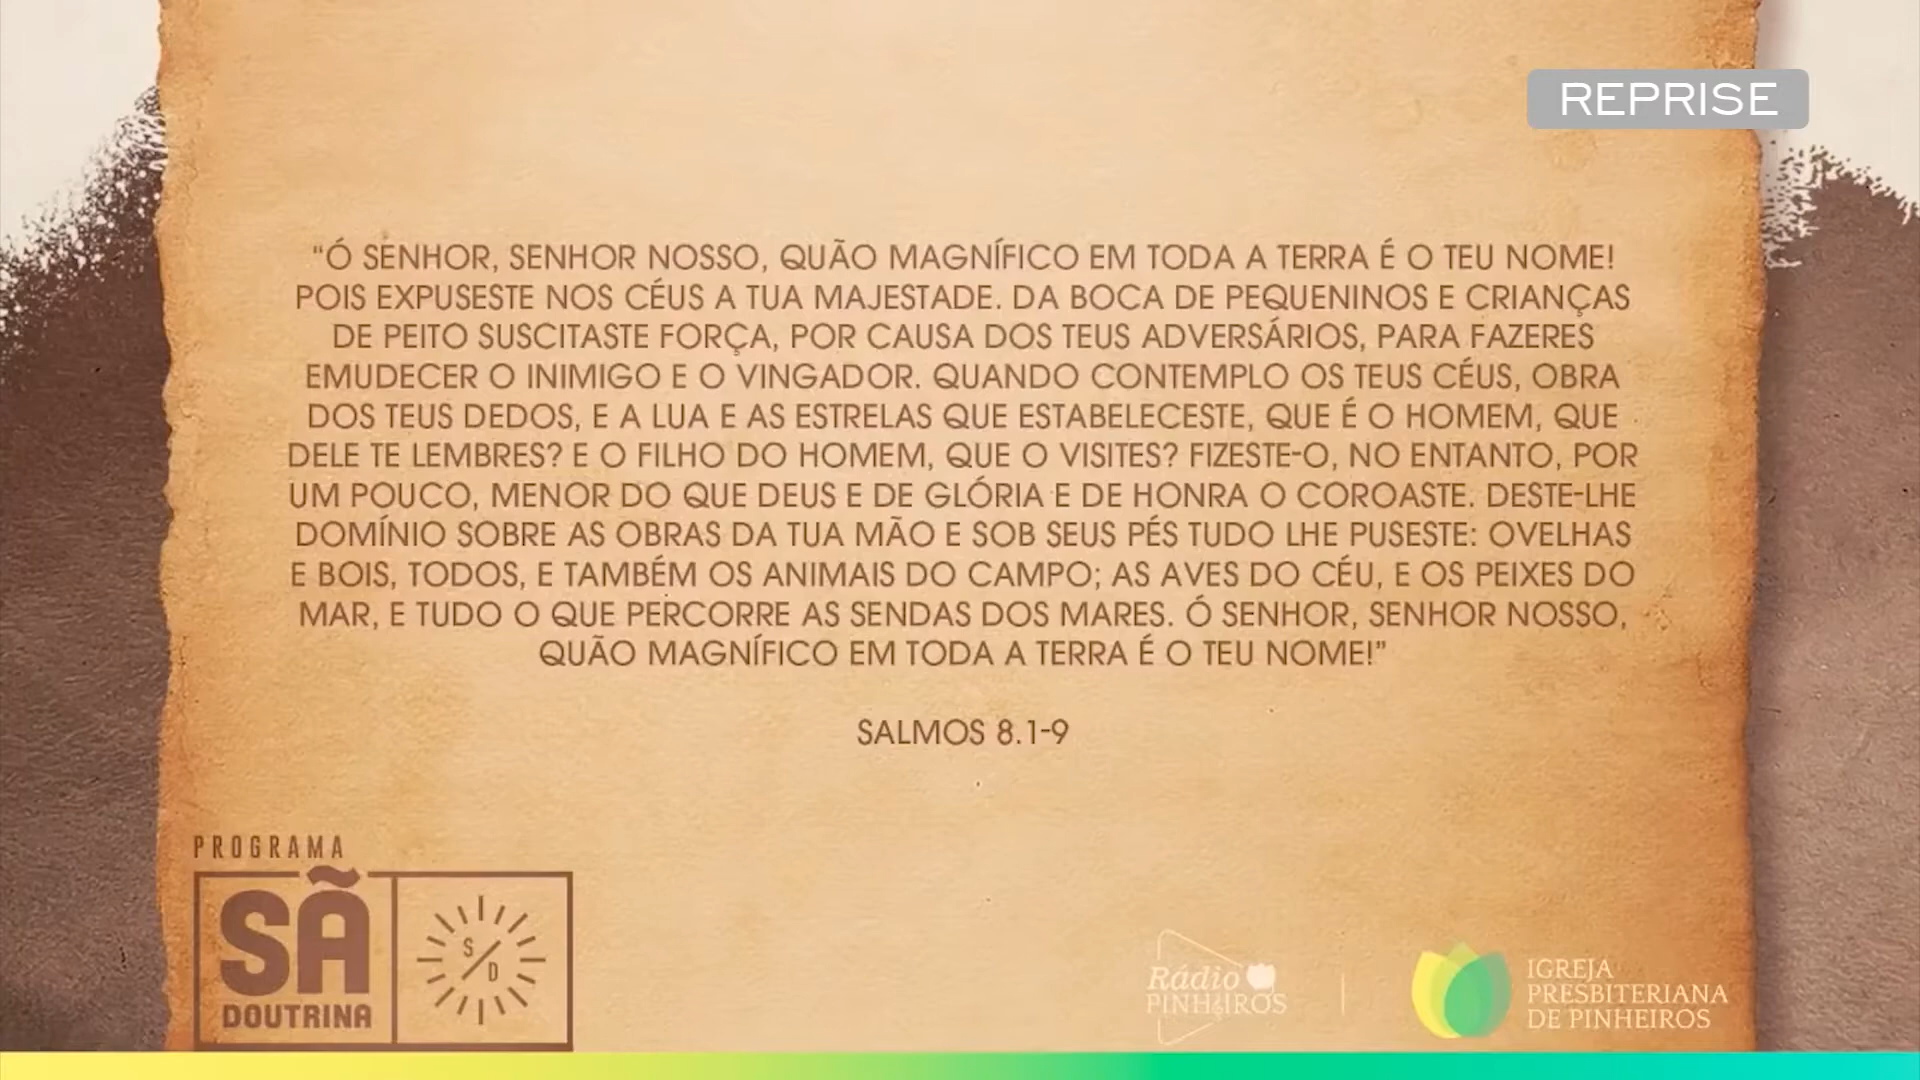 REPRISE
“Ó SENHOR, SENHOR NOSSO, QUÃO MAGNÍFICO EM TODA A TERRA É O TEU NOME!
POIS EXPUSESTE NOS CÉUS A TUA MAJESTADE. DA BOCA DE PEQUENINOS E CRIANÇAS
DE PEITO SUSCITASTE FORÇA, POR CAUSA DOS TEUS ADVERSÁRIOS, PARA FAZERES
EMUDECER O INIMIGO E O VINGADOR. QUANDO CONTEMPLO OS TEUS CÉUS, OBRA
DOS TEUS DEDOS, E A LUA E AS ESTRELAS QUE ESTABELECESTE, QUE É O HOMEM, QUE
DELE TE LEMBRES? E O FILHO DO HOMEM, QUE O VISITES? FIZESTE-O, NO ENTANTO, POR
UM POUCO, MENOR DO QUE DEUS E DE GLÓRIA E DE HONRA O COROASTE. DESTE-LHE
DOMÍNIO SOBRE AS OBRAS DA TUA MÃO E SOB SEUS PÉS TUDO LHE PUSESTE: OVELHAS
E BOIS, TODOS, E TAMBÉM OS ANIMAIS DO CAMPO; AS AVES DO CÉU, E OS PEIXES DO
MAR, E TUDO O QUE PERCORRE AS SENDAS DOS MARES. Ó SENHOR, SENHOR NOSSO,
QUÃO MAGNÍFICO EM TODA A TERRA É O TEU NOME!”
SALMOS 8.1-9
PROGRAMA
SÃ
DOUTRINA
S/D
Rádio
PINHEIROS
IGREJA
PRESBITERIANA
DE PINHEIROS